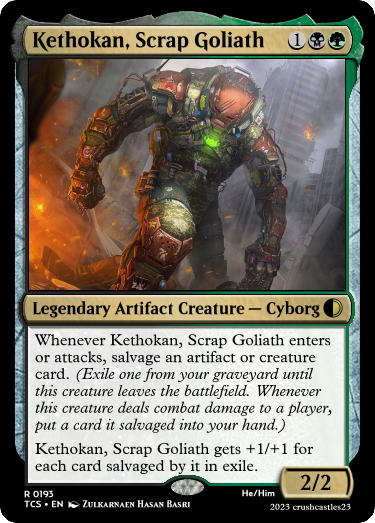 Kethokan, Scrap Goliath 1
Legendary Artifact Creature — Cyborg
Whenever Kethokan, Scrap Goliath enters
or attacks, salvage an artifact or creature
card. (Exile one from your graveyard until
this creature leaves the battlefield. Whenever
this creature deals combat damage to a player,
put a card it salvaged into your hand.)
Kethokan, Scrap Goliath gets +1/+1 for
each card salvaged by it in exile.
2/2
R 0193
TCS • EN Zulkarnaen Hasan Basri
He/Him
2023 crushcastles23